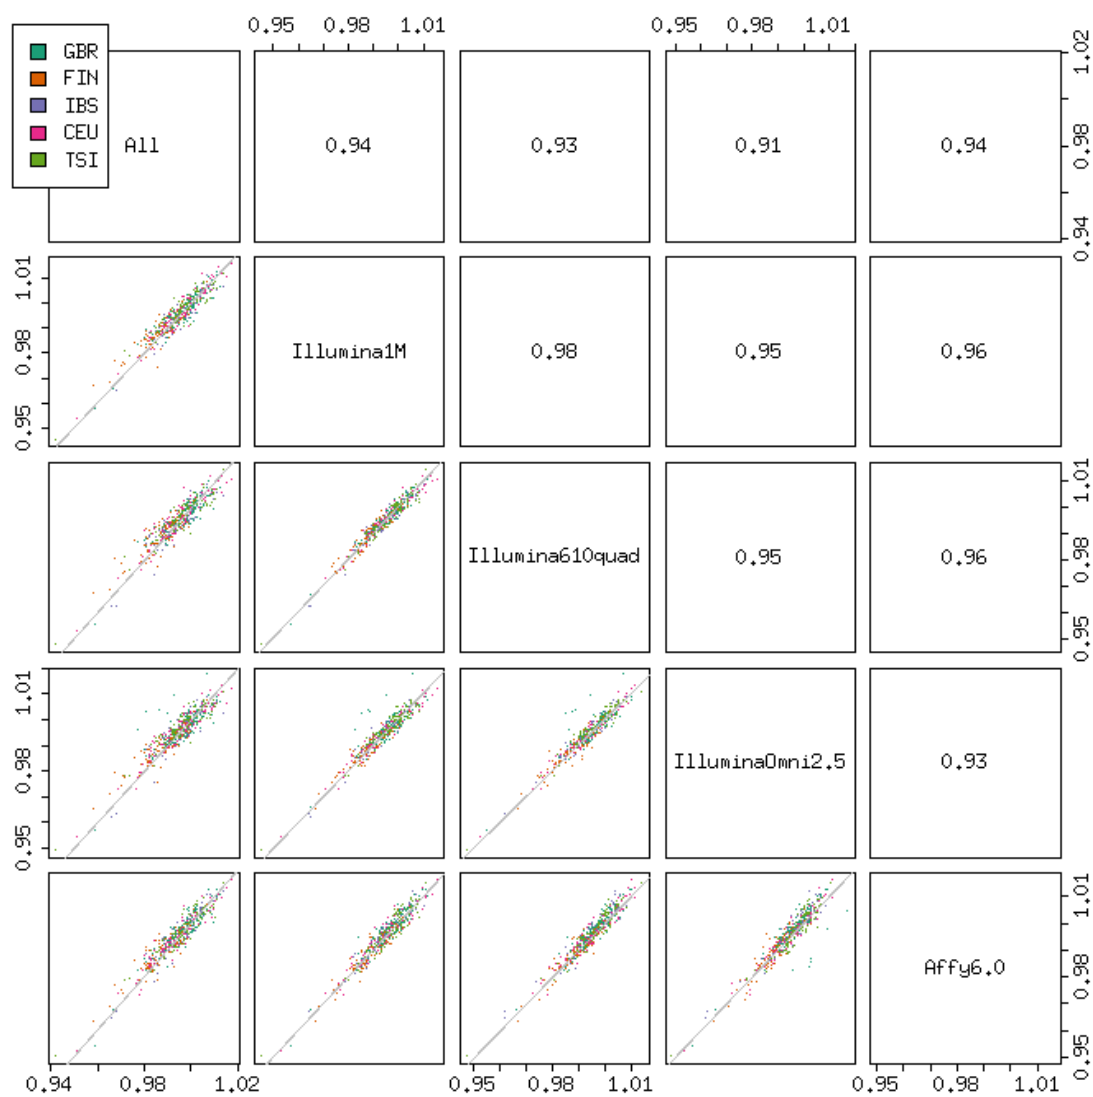 0.95 0.98 1.01 0.95 0.98 1.01
GBR
FIN
IBS
CEU
TSI
All 0.94 0.93 0.91 0.94
0.94 0.98 1.02
Illumina1M 0.98 0.95 0.96
0.95 0.98 1.01
Illumina610quad 0.95 0.96
0.95 0.98 1.01
IlluminaOmni2.5 0.93
0.95 0.98 1.01
Affy6.0
0.95 0.98 1.01
0.94 0.98 1.02 0.95 0.98 1.01 0.95 0.98 1.01